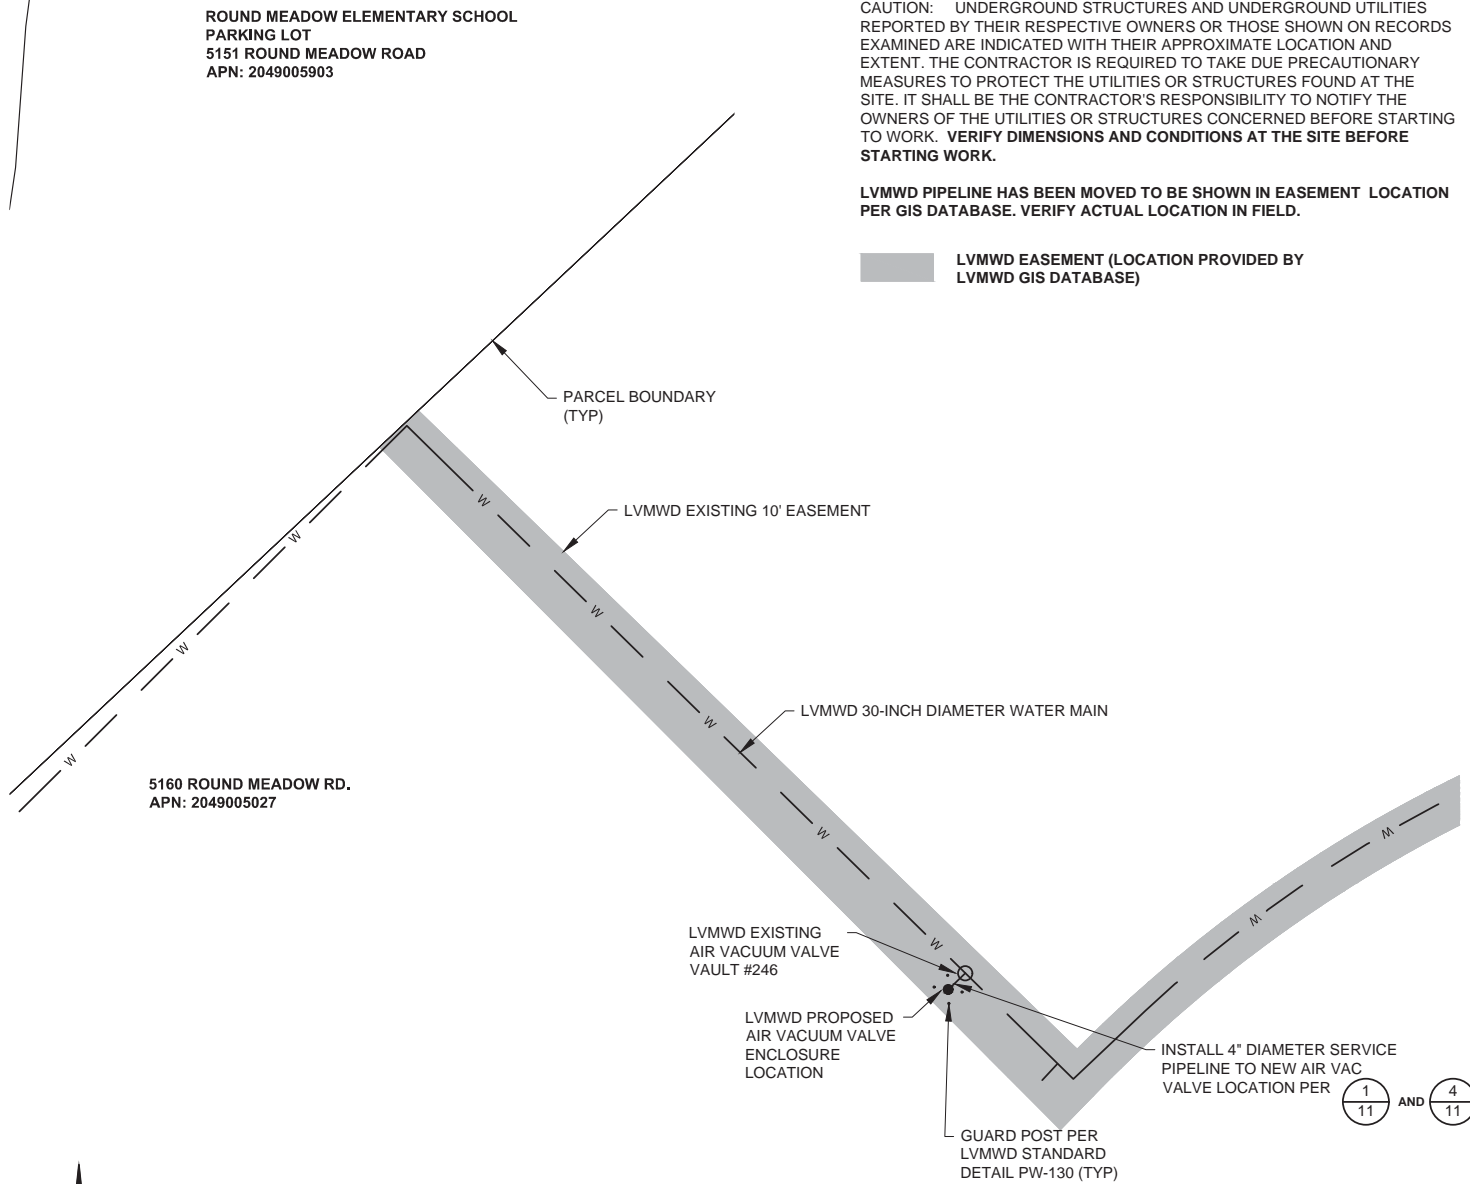 ROUND MEADOW ELEMENTARY SCHOOL
PARKING LOT
5151 ROUND MEADOW ROAD
APN: 2049005903
CAUTION: UNDERGROUND STRUCTURES AND UNDERGROUND UTILITIES
REPORTED BY THEIR RESPECTIVE OWNERS OR THOSE SHOWN ON RECORDS
EXAMINED ARE INDICATED WITH THEIR APPROXIMATE LOCATION AND
EXTENT. THE CONTRACTOR IS REQUIRED TO TAKE DUE PRECAUTIONARY
MEASURES TO PROTECT THE UTILITIES OR STRUCTURES FOUND AT THE
SITE. IT SHALL BE THE CONTRACTOR'S RESPONSIBILITY TO NOTIFY THE
OWNERS OF THE UTILITIES OR STRUCTURES CONCERNED BEFORE STARTING
TO WORK. VERIFY DIMENSIONS AND CONDITIONS AT THE SITE BEFORE
STARTING WORK.
LVMWD PIPELINE HAS BEEN MOVED TO BE SHOWN IN EASEMENT LOCATION
PER GIS DATABASE. VERIFY ACTUAL LOCATION IN FIELD.
LVMWD EASEMENT (LOCATION PROVIDED BY
LVMWD GIS DATABASE)
PARCEL BOUNDARY
(TYP)
W
LVMWD EXISTING 10' EASEMENT
W
W
W
LVMWD 30-INCH DIAMETER WATER MAIN
W
W
5160 ROUND MEADOW RD.
APN: 2049005027
W
W
W
LVMWD EXISTING
AIR VACUUM VALVE
VAULT #246
W
LVMWD PROPOSED
AIR VACUUM VALVE
ENCLOSURE
LOCATION
INSTALL 4" DIAMETER SERVICE
PIPELINE TO NEW AIR VAC
VALVE LOCATION PER
1
11
AND
4
11
GUARD POST PER
LVMWD STANDARD
DETAIL PW-130 (TYP)